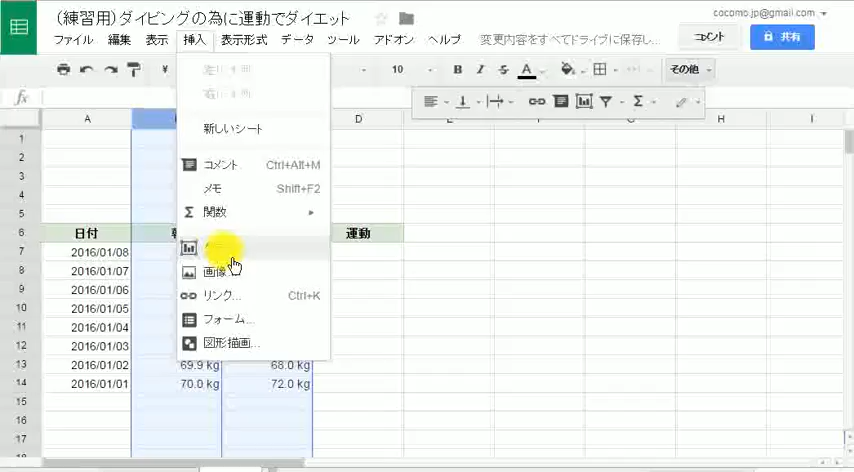 (練習用)ダイビングの為に運動でダイエット
cocomo.jp@gmail.com
ファイル 編集 表示 挿入 表示形式 データ ツール アドオン ヘルプ 変更内容をすべてドライブに保存し...
コメント
共有
¥ 10 B I S A その他
fx
新しいシート
コメント Ctrl+Alt+M
メモ Shift+F2
Σ 関数
画像...
リンク... Ctrl+K
フォーム...
図形描画...
Σ
A D H I
1
2
3
4
5
6 日付 運動
7 2016/01/08
8 2016/01/07
9 2016/01/06
10 2016/01/05
11 2016/01/04
12 2016/01/03
13 2016/01/02 69.9 kg 68.0 kg
14 2016/01/01 70.0 kg 72.0 kg
15
16
17
18